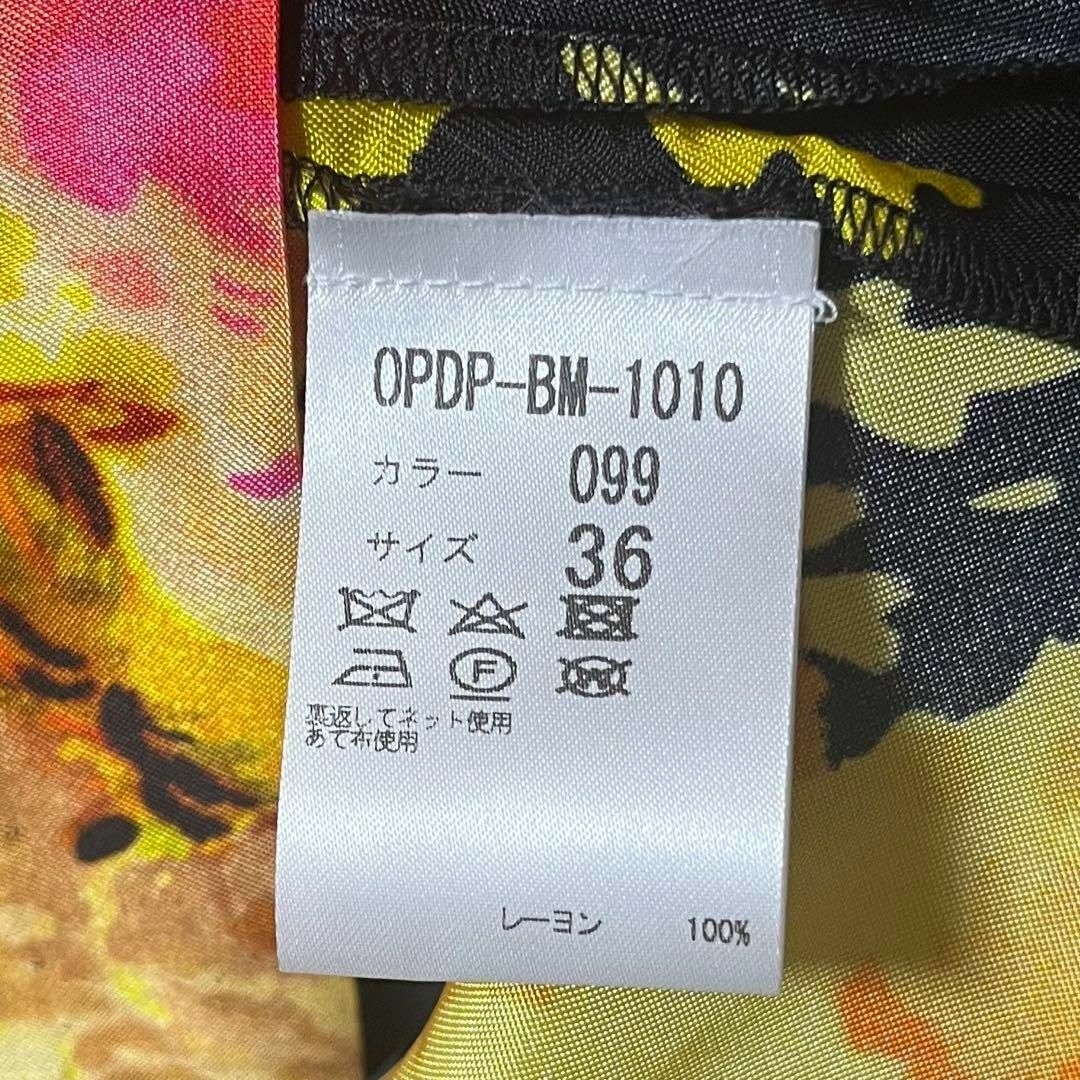 OPDP-BM-1010
カラー 099
サイズ 36
F
W
裏返してネット使用
あて布使用
レーヨン 100%